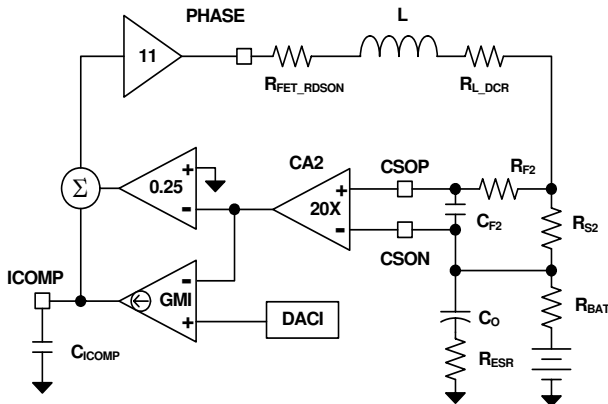 PHASE
L
11
R_FET_RDSON
R_L_DCR
CA2
CSOP
R_F2
Σ
+
0.25
-
+
20X
-
C_F2
R_S2
CSON
ICOMP
-
GMI
+
DACI
C_O
R_BAT
C_ICOMP
R_ESR